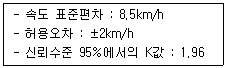 - 속도 표준편차 : 8.5km/h
- 허용오차 : ±2km/h
- 신뢰수준 95%에서의 K값 : 1.96